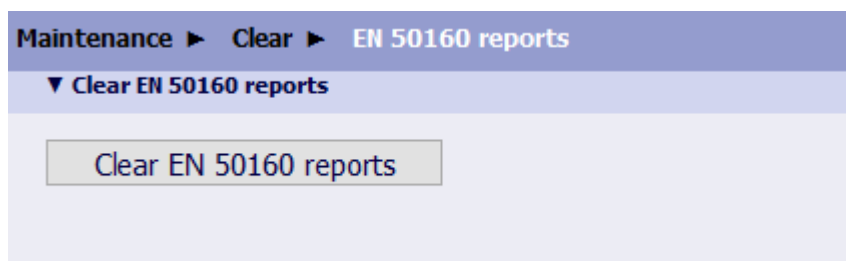 Maintenance ► Clear ► EN 50160 reports
▼ Clear EN 50160 reports
Clear EN 50160 reports